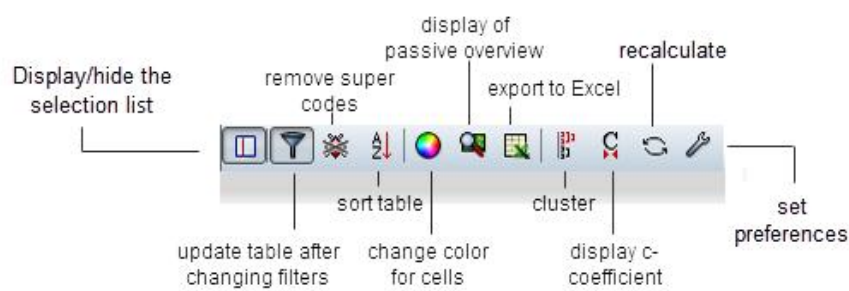 display of
passive overview
recalculate
Display/hide the
selection list
remove super
codes
export to Excel
A
Z
C
sort table
cluster
set
preferences
update table after
changing filters
change color
for cells
display c-
coefficient